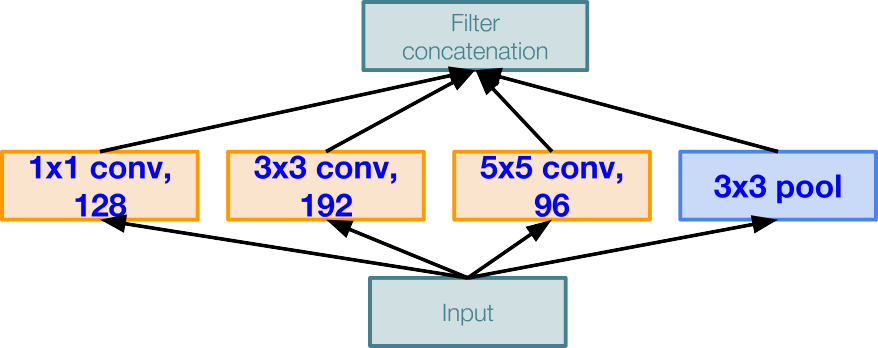 Filter
concatenation
1x1 conv,
128
3x3 conv,
192
5x5 conv,
96
3x3 pool
Input